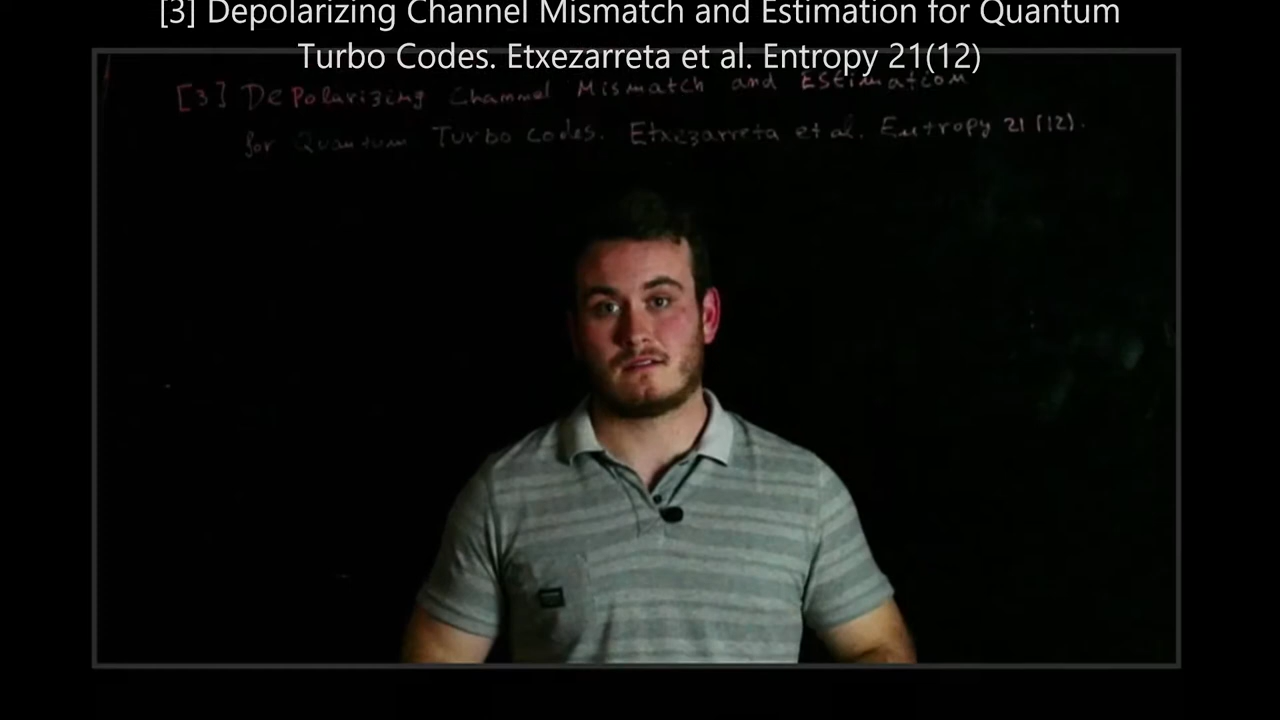 [3] Depolarizing Channel Mismatch and Estimation for Quantum
Turbo Codes. Etxezarreta et al. Entropy 21(12)
[3] Depolarizing Channel Mismatch and Estimation
for Quantum Turbo Codes. Etxezarreta et al. Entropy 21(12).